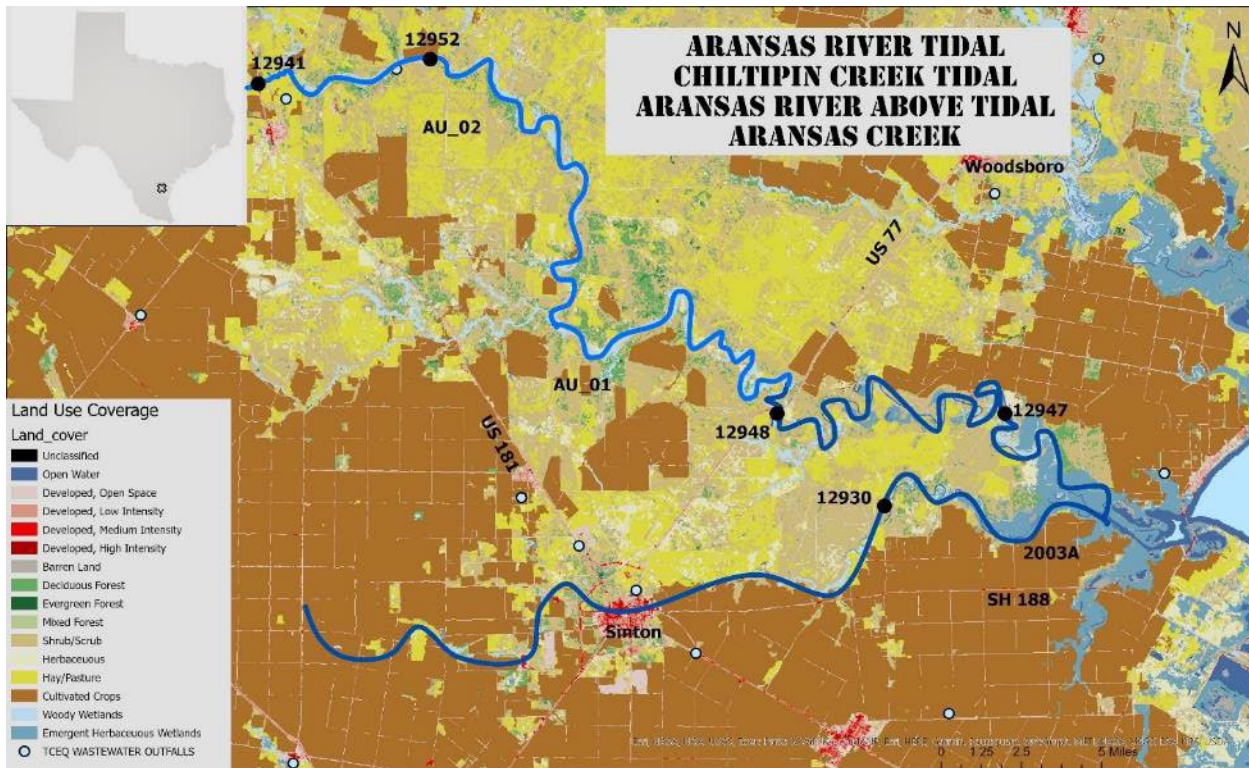 ARANSAS RIVER TIDAL
CHILTIPIN CREEK TIDAL
ARANSAS RIVER ABOVE TIDAL
ARANSAS CREEK
N
12941
12952
AU_02
Woodsboro
US 77
AU_01
12948
12947
US 181
12930
2003A
SH 188
Sinton
Land Use Coverage
Land_cover
Unclassified
Open Water
Developed, Open Space
Developed, Low Intensity
Developed, Medium Intensity
Developed, High Intensity
Barren Land
Deciduous Forest
Evergreen Forest
Mixed Forest
Shrub/Scrub
Herbaceous
Hay/Pasture
Cultivated Crops
Woody Wetlands
Emergent Herbaceuous Wetlands
TCEQ WASTEWATER OUTFALLS
0 1.25 2.5 5 Miles